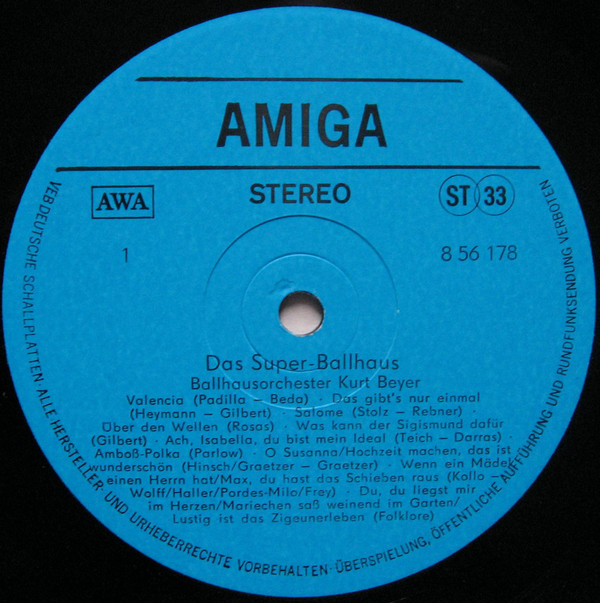 AMIGA
STEREO
AWA
ST 33
1
8 56 178
Das Super-Ballhaus
Ballhausorchester Kurt Beyer
Valencia (Padilla – Beda) · Das gibt's nur einmal
(Heymann – Gilbert) · Salome (Stolz – Rebner) ·
Über den Wellen (Rosas) · Was kann der Sigismund dafür
(Gilbert) · Ach, Isabella, du bist mein Ideal (Teich – Darras) ·
Amboß-Polka (Parlow) · O Susanna/Hochzeit machen, das ist
wunderschön (Hinsch/Graetzer – Graetzer) · Wenn ein Mädel
einen Herrn hat/Max, du hast das Schieben raus (Kollo –
Wolff/Haller/Pordes-Milo/Frey) · Du, du liegst mir
im Herzen/Mariechen saß weinend im Garten/
Lustig ist das Zigeunerleben (Folklore)
VEB DEUTSCHE SCHALLPLATTEN · ALLE HERSTELLER UND URHEBERRECHTE VORBEHALTEN · ÜBERSPIELUNG, ÖFFENTLICHE AUFFÜHRUNG UND RUNDFUNKSENDUNG VERBOTEN